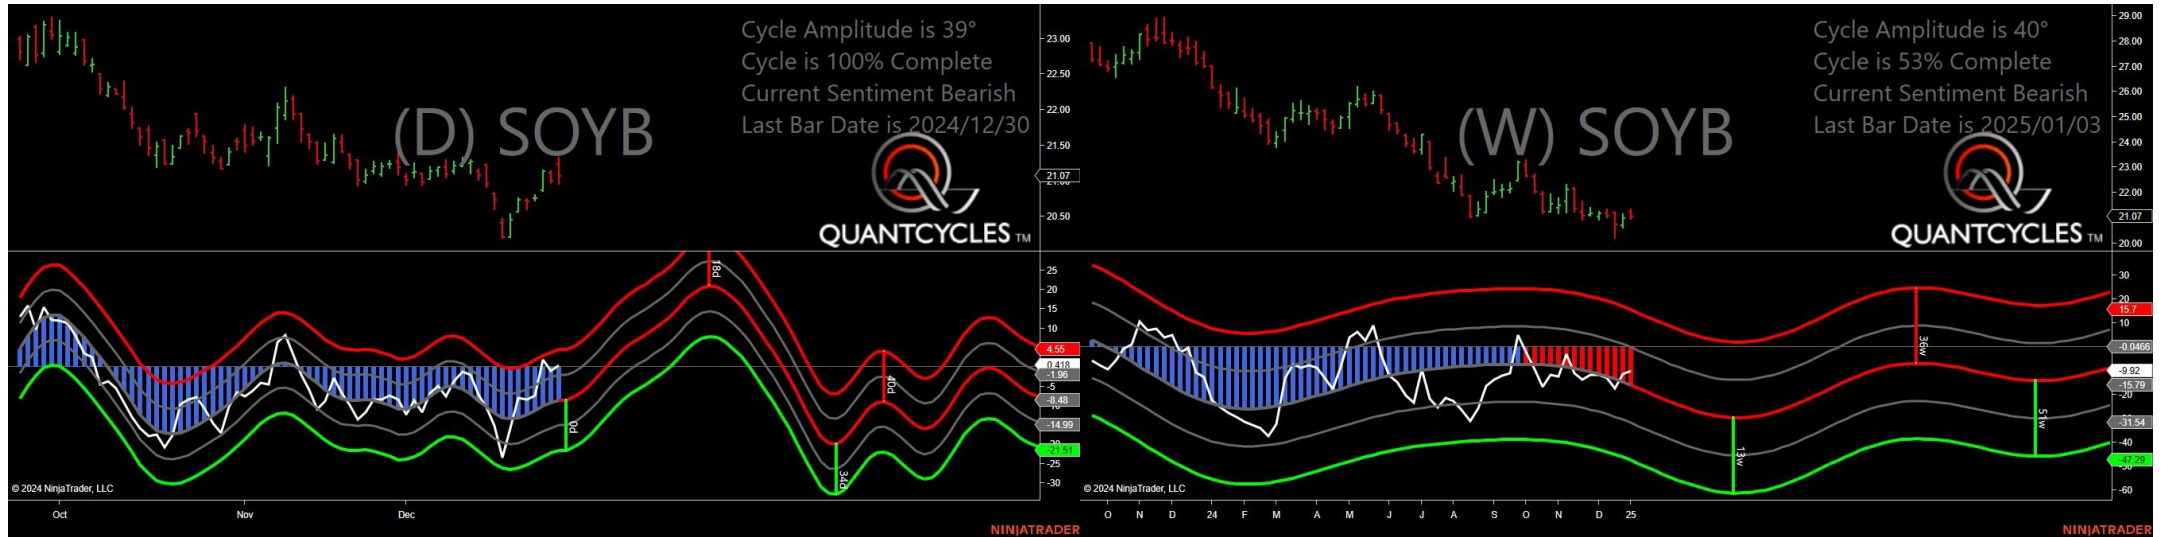 Cycle Amplitude is 39°
Cycle is 100% Complete
Current Sentiment Bearish
Last Bar Date is 2024/12/30
(D) SOYB
QUANTCYCLES TM
23.00
22.50
22.00
21.50
21.07
20.50
18d
40d
34d
0d
25
20
15
10
4.55
0.418
-1.96
-5
-8.48
-14.99
-21.51
-25
-30
© 2024 NinjaTrader, LLC
Oct
Nov
Dec
NINJATRADER
Cycle Amplitude is 40°
Cycle is 53% Complete
Current Sentiment Bearish
Last Bar Date is 2025/01/03
(W) SOYB
QUANTCYCLES TM
29.00
28.00
27.00
26.00
25.00
24.00
23.00
22.00
21.07
20.00
36w
51w
13w
30
20
15.7
10
-0.0466
-9.92
-15.79
-20
-31.54
-40
-47.29
-60
© 2024 NinjaTrader, LLC
O N D 24 F M A M J J A S O N D 25
NINJATRADER